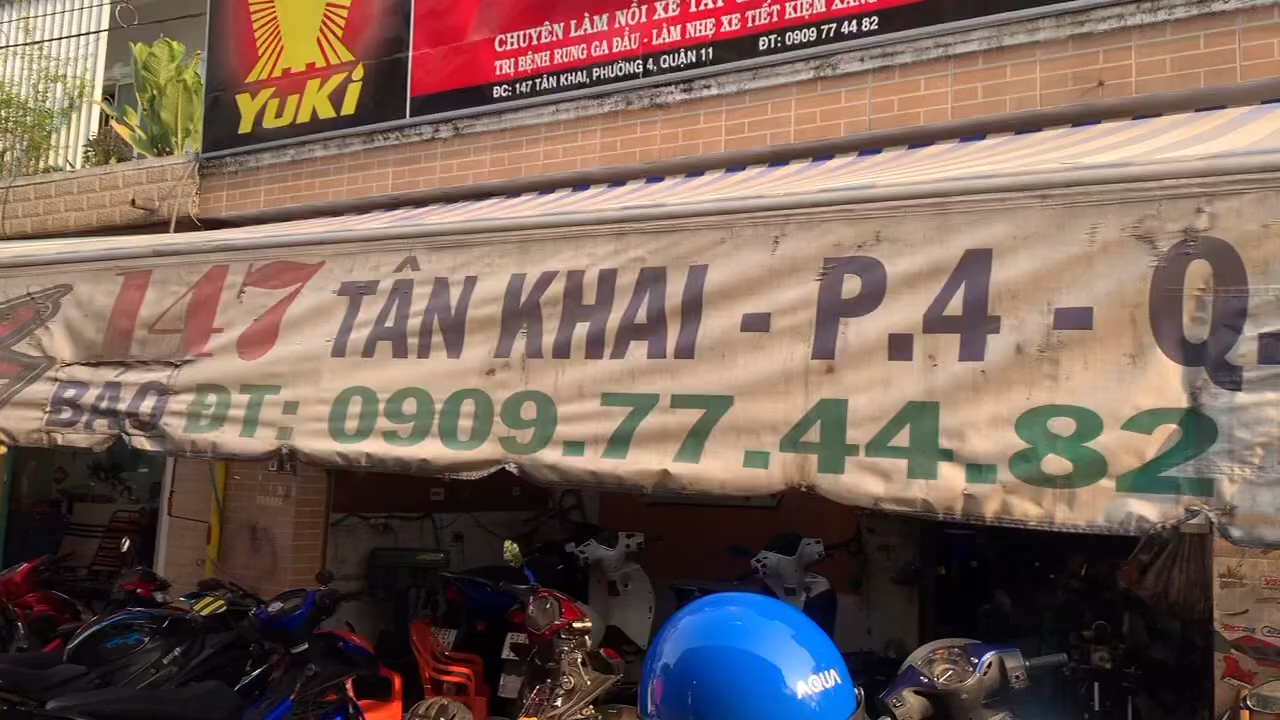 YuKi
CHUYÊN LÀM NỒI XE TAY
TRỊ BỆNH RUNG GA ĐẦU - LÀM NHẸ XE TIẾT KIỆM XĂNG
ĐC: 147 TÂN KHAI, PHƯỜNG 4, QUẬN 11 ĐT: 0909 77 44 82
147 TÂN KHAI - P.4 - Q.
BẢO ĐT: 0909.77.44.82
AQUA